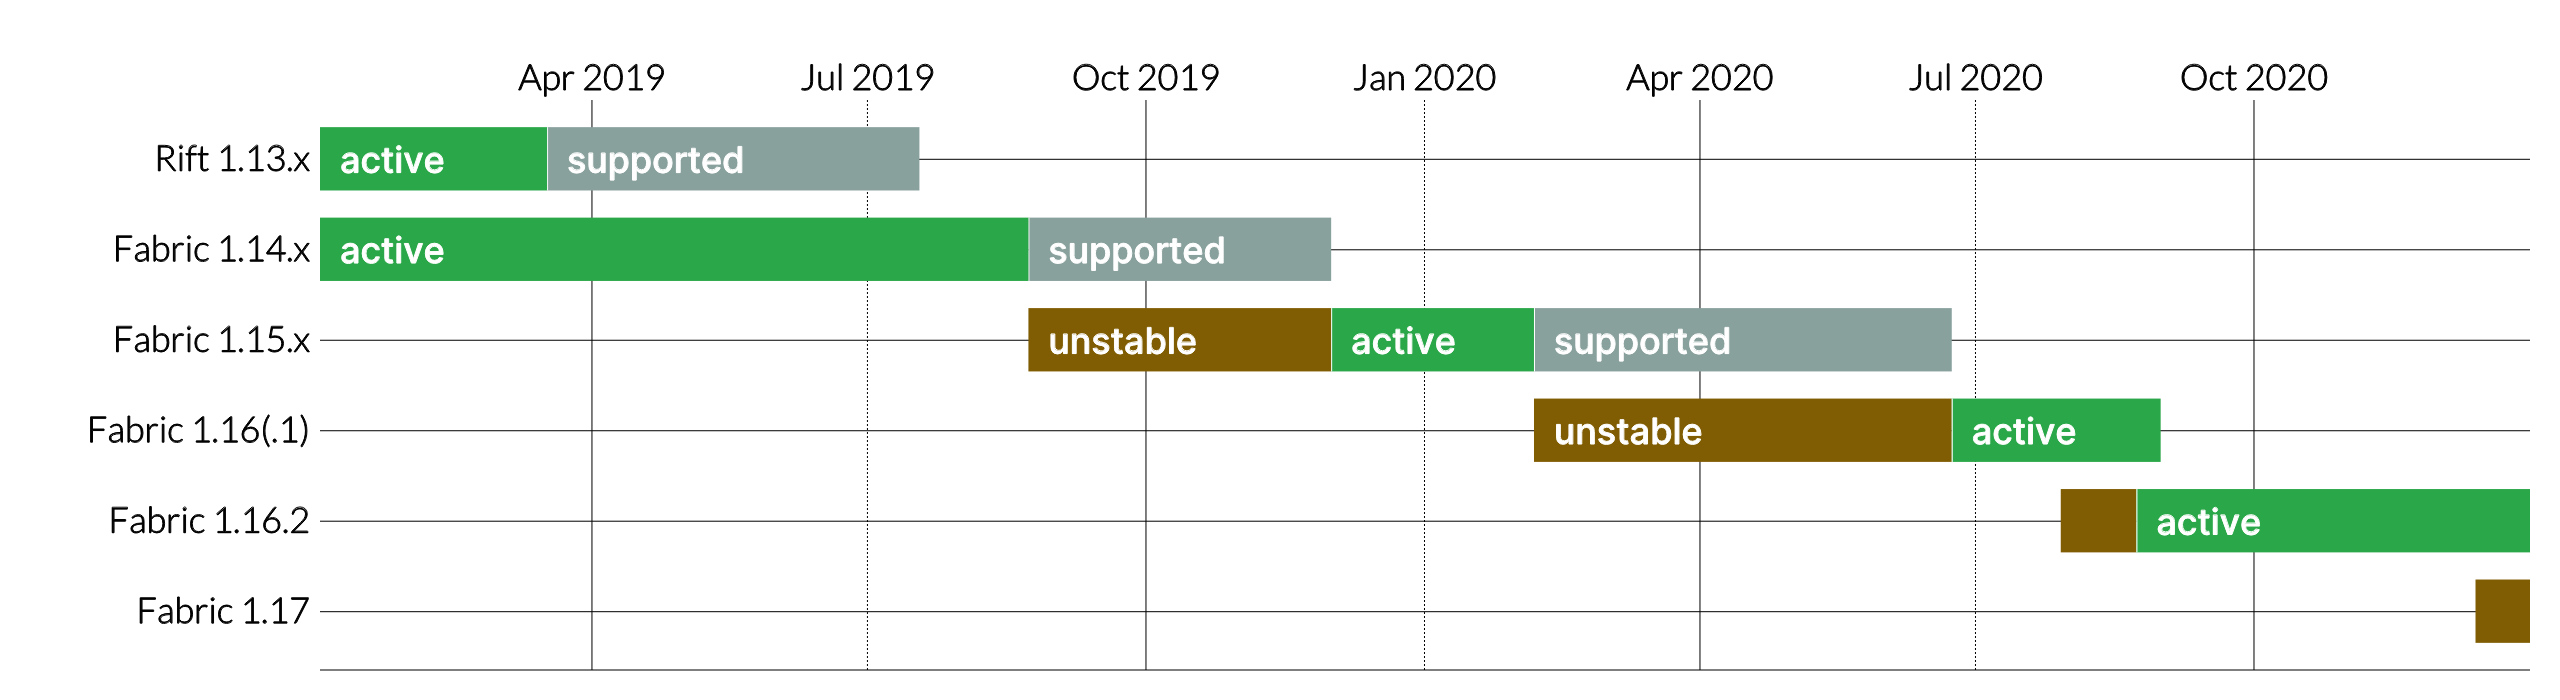 Apr 2019 Jul 2019 Oct 2019 Jan 2020 Apr 2020 Jul 2020 Oct 2020
Rift 1.13.x active supported
Fabric 1.14.x active supported
Fabric 1.15.x unstable active supported
Fabric 1.16(.1) unstable active
Fabric 1.16.2 active
Fabric 1.17